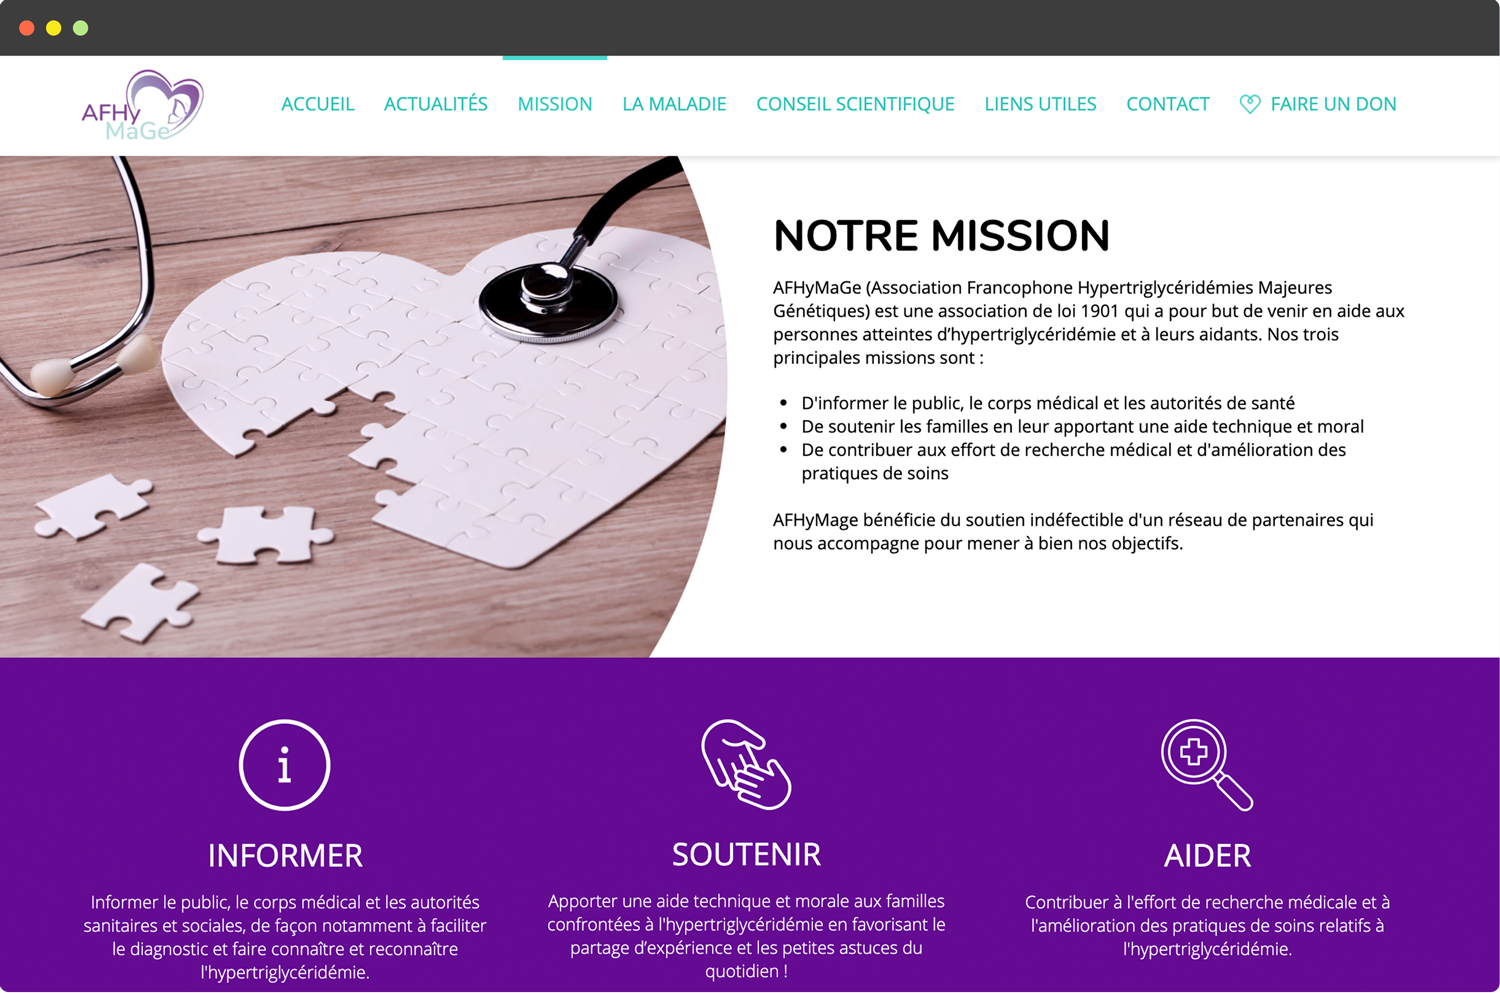 AFHy
MaGe
ACCUEIL ACTUALITÉS MISSION LA MALADIE CONSEIL SCIENTIFIQUE LIENS UTILES CONTACT FAIRE UN DON
NOTRE MISSION
AFHyMaGe (Association Francophone Hypertriglycéridémies Majeures
Génétiques) est une association de loi 1901 qui a pour but de venir en aide aux
personnes atteintes d’hypertriglycéridémie et à leurs aidants. Nos trois
principales missions sont :
• D'informer le public, le corps médical et les autorités de santé
• De soutenir les familles en leur apportant une aide technique et moral
• De contribuer aux effort de recherche médical et d'amélioration des
pratiques de soins
AFHyMage bénéficie du soutien indéfectible d'un réseau de partenaires qui
nous accompagne pour mener à bien nos objectifs.
i
INFORMER
Informer le public, le corps médical et les autorités
sanitaires et sociales, de façon notamment à faciliter
le diagnostic et faire connaître et reconnaître
l'hypertriglycéridémie.
SOUTENIR
Apporter une aide technique et morale aux familles
confrontées à l'hypertriglycéridémie en favorisant le
partage d’expérience et les petites astuces du
quotidien !
AIDER
Contribuer à l'effort de recherche médicale et à
l'amélioration des pratiques de soins relatifs à
l'hypertriglycéridémie.